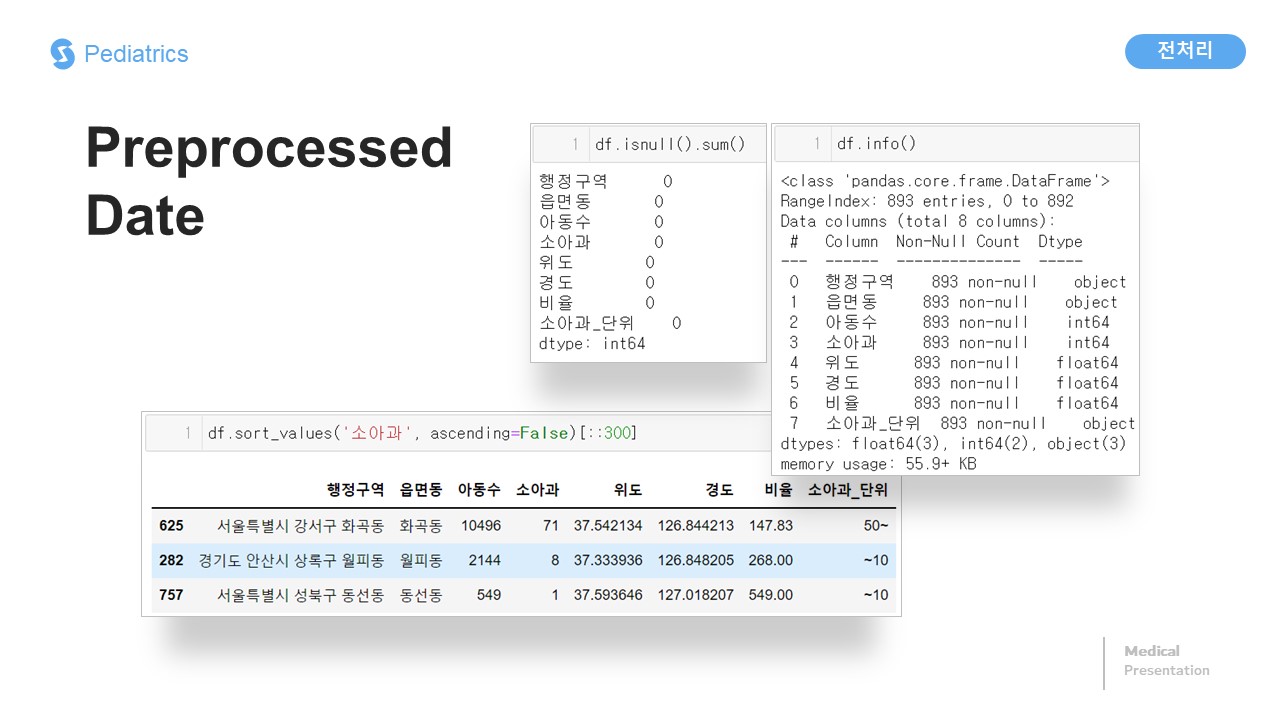 Pediatrics
전처리
Preprocessed
Date
1 df.isnull().sum()
행정구역 0
읍면동 0
아동수 0
소아과 0
위도 0
경도 0
비율 0
소아과_단위 0
dtype: int64
1 df.info()
<class 'pandas.core.frame.DataFrame'>
RangeIndex: 893 entries, 0 to 892
Data columns (total 8 columns):
# Column Non-Null Count Dtype
--- ------ -------------- -----
0 행정구역 893 non-null object
1 읍면동 893 non-null object
2 아동수 893 non-null int64
3 소아과 893 non-null int64
4 위도 893 non-null float64
5 경도 893 non-null float64
6 비율 893 non-null float64
7 소아과_단위 893 non-null object
dtypes: float64(3), int64(2), object(3)
memory usage: 55.9+ KB
1 df.sort_values('소아과', ascending=False)[::300]
행정구역 읍면동 아동수 소아과 위도 경도 비율 소아과_단위
625 서울특별시 강서구 화곡동 화곡동 10496 71 37.542134 126.844213 147.83 50~
282 경기도 안산시 상록구 월피동 월피동 2144 8 37.333936 126.848205 268.00 ~10
757 서울특별시 성북구 동선동 동선동 549 1 37.593646 127.018207 549.00 ~10
Medical
Presentation